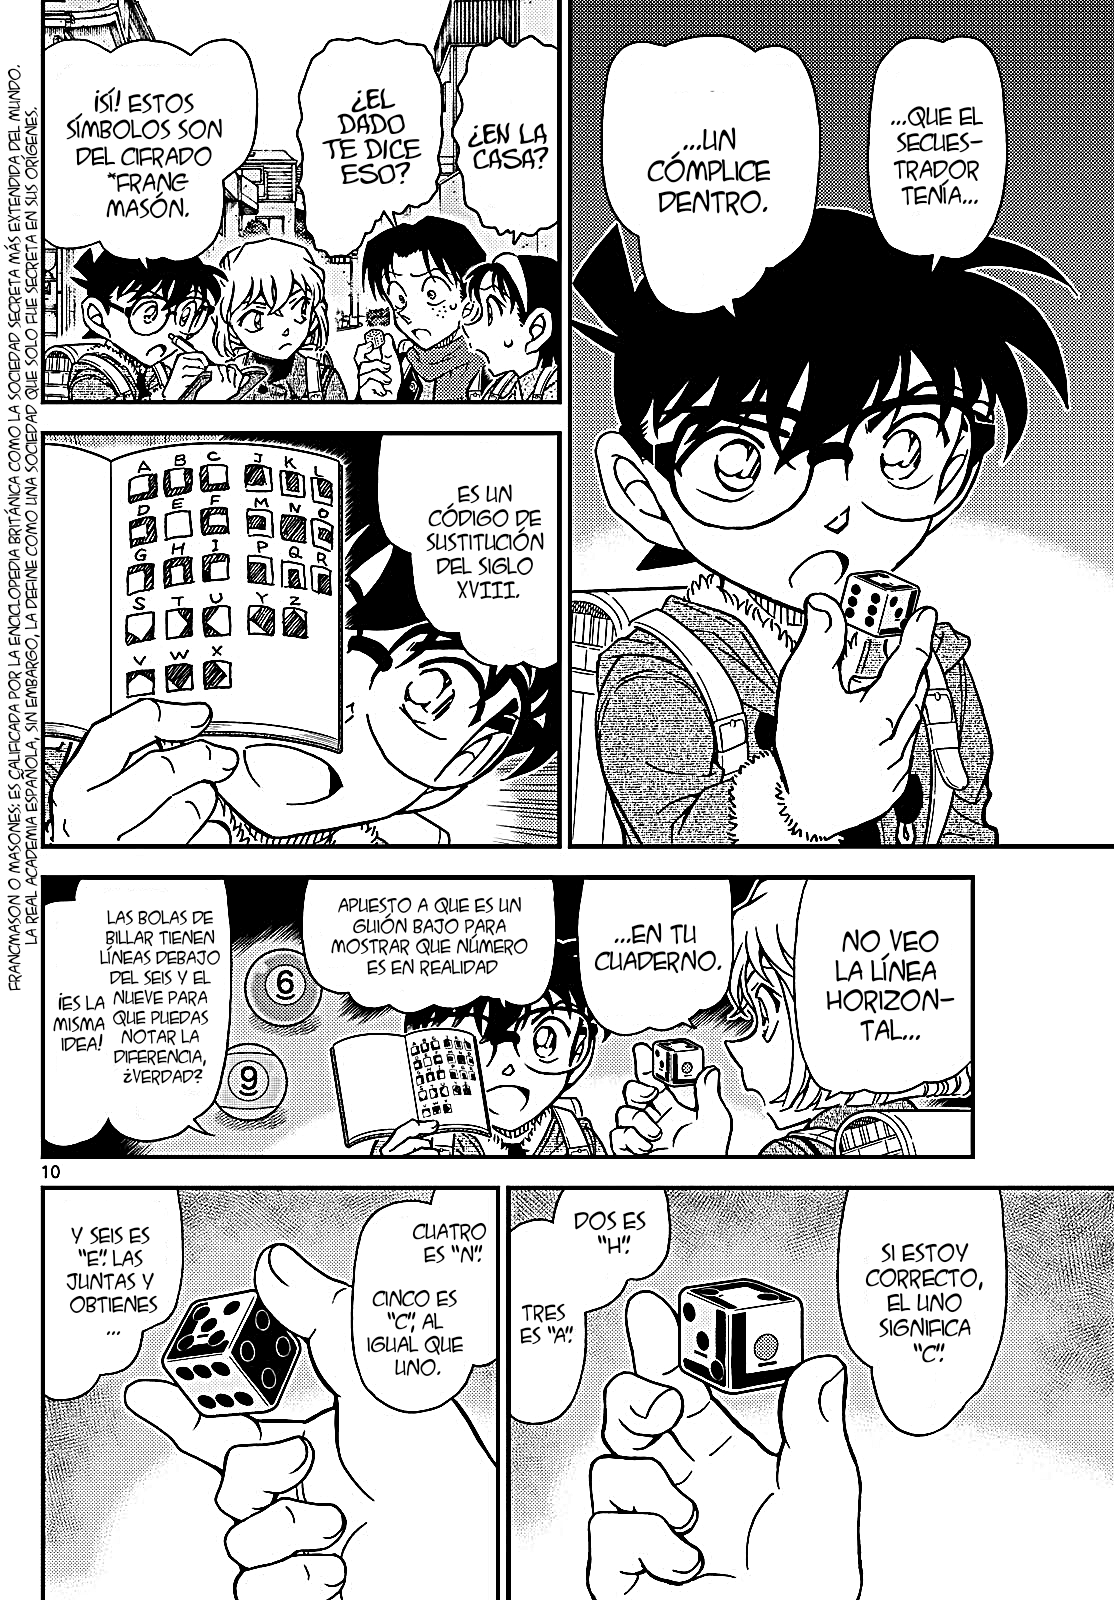 ...QUE EL
SECUES-
TRADOR
TENÍA...
...UN
CÓMPLICE
DENTRO.
¿EN LA
CASA?
¿EL
DADO
TE DICE
ESO?
¡SÍ! ESTOS
SÍMBOLOS SON
DEL CIFRADO
*FRANC
MASÓN.
ES UN
CÓDIGO DE
SUSTITUCIÓN
DEL SIGLO
XVIII.
A B C J K L
D E F M N O
G H I P Q R
S T U Y Z
V W X
FRANCMASON O MASONES: ES CALIFICADA POR LA ENCICLOPEDIA BRITÁNICA COMO LA SOCIEDAD SECRETA MÁS EXTENDIDA DEL MUNDO.
LA REAL ACADEMIA ESPAÑOLA, SIN EMBARGO, LA DEFINE COMO UNA SOCIEDAD QUE SOLO FUE SECRETA EN SUS ORÍGENES.
NO VEO
LA LÍNEA
HORIZON-
TAL...
...EN TU
CUADERNO.
APUESTO A QUE ES UN
GUIÓN BAJO PARA
MOSTRAR QUE NÚMERO
ES EN REALIDAD
6
9
LAS BOLAS DE
BILLAR TIENEN
LÍNEAS DEBAJO
DEL SEIS Y EL
NUEVE PARA
QUE PUEDAS
NOTAR LA
DIFERENCIA,
¿VERDAD?
¡ES LA
MISMA
IDEA!
10
SI ESTOY
CORRECTO,
EL UNO
SIGNIFICA
"C".
DOS ES
"H".
TRES
ES "A".
CUATRO
ES "N".
CINCO ES
"C", AL
IGUAL QUE
UNO.
Y SEIS ES
"E". LAS
JUNTAS Y
OBTIENES
...